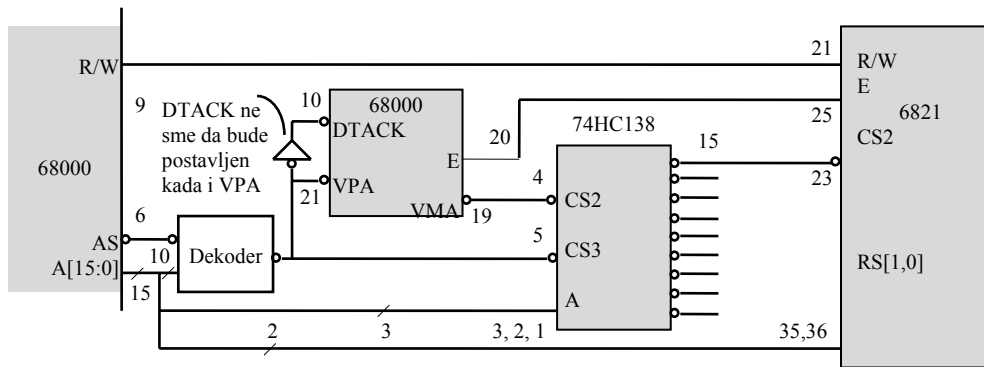 21
R/W
R/W
E
9
DTACK ne
sme da bude
postavljen
kada i VPA
10
68000
DTACK
20
74HC138
25
6821
15
CS2
68000
E
21
VPA
4
23
VMA
19
CS2
6
5
AS
10
Dekoder
CS3
RS[1,0]
A[15:0]
15
A
2
3
3, 2, 1
35,36